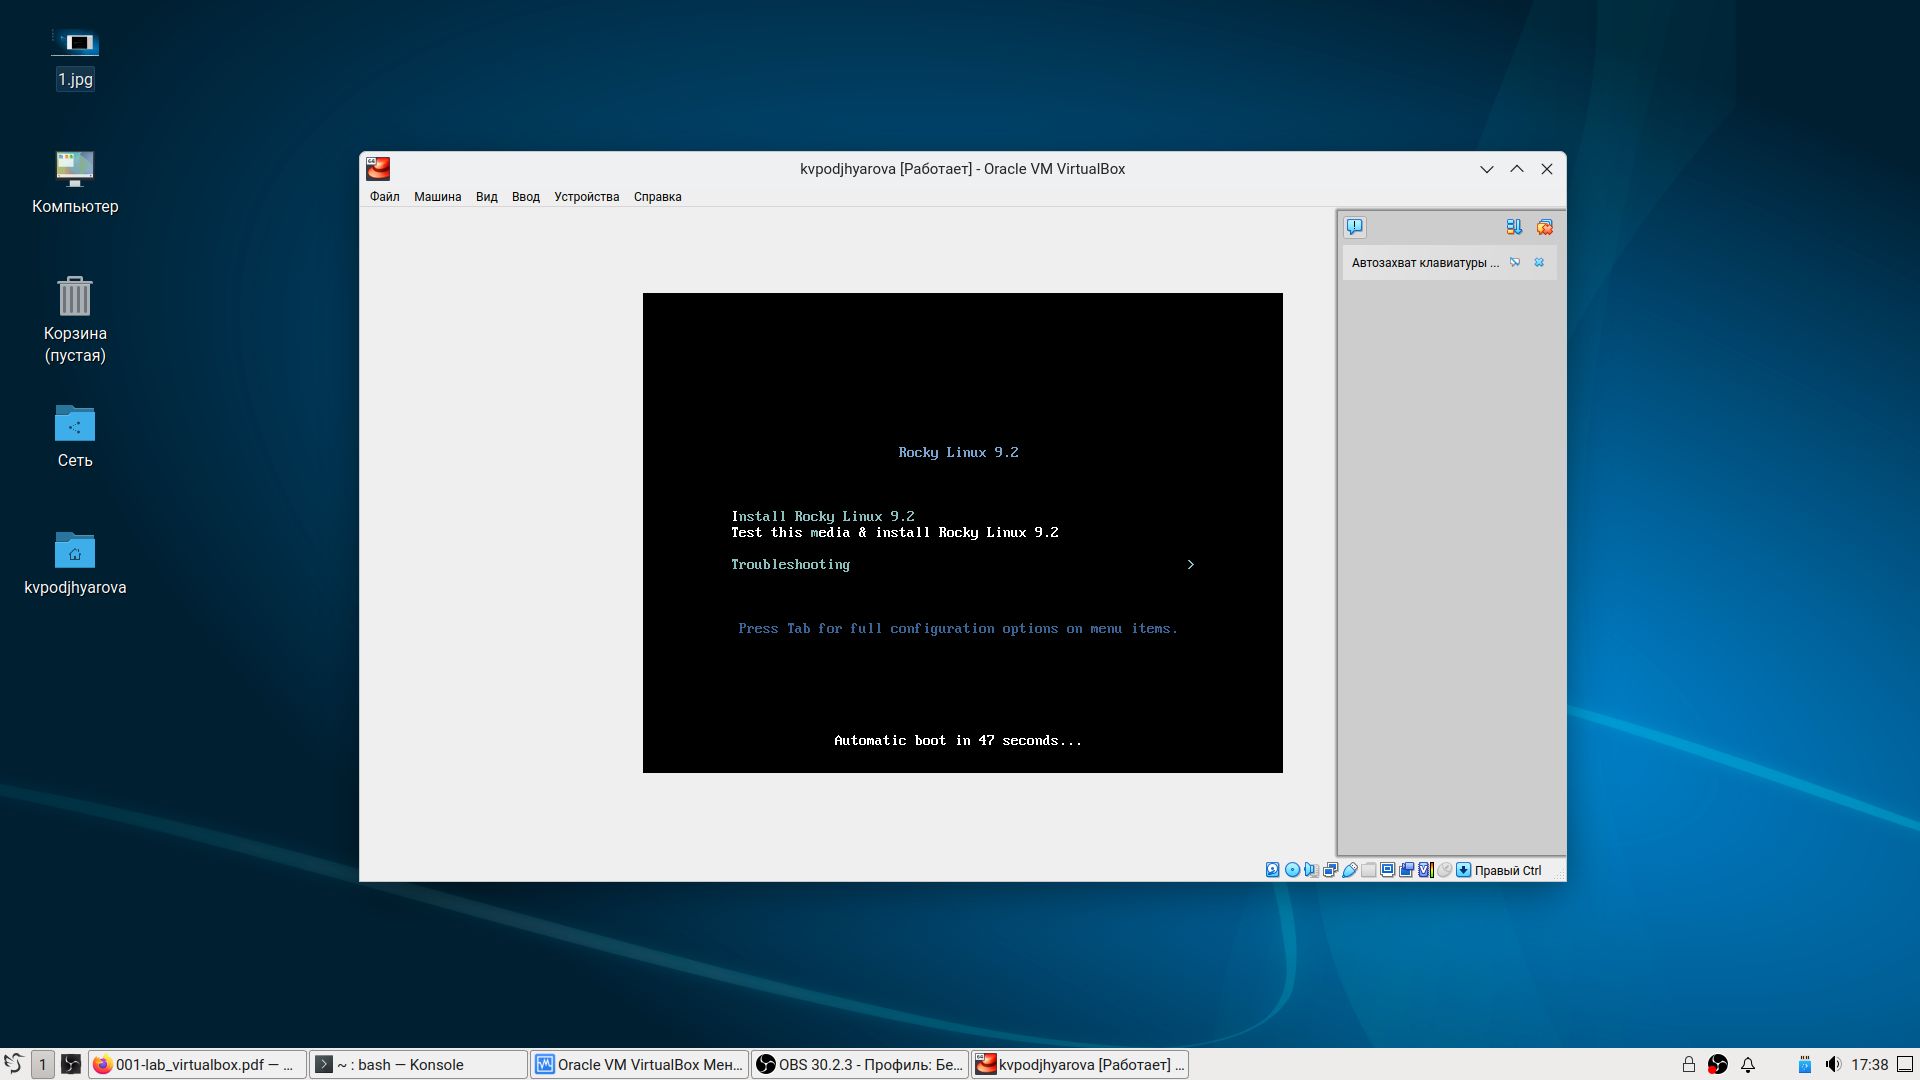 1.jpg
Компьютер
Корзина
(пустая)
Сеть
kvpodjhyarova
kvpodjhyarova [Работает] - Oracle VM VirtualBox
Файл Машина Вид Ввод Устройства Справка
Автозахват клавиатуры ...
Rocky Linux 9.2
Install Rocky Linux 9.2
Test this media & install Rocky Linux 9.2
Troubleshooting >
Press Tab for full configuration options on menu items.
Automatic boot in 47 seconds...
Правый Ctrl
1 001-lab_virtualbox.pdf — ... ~ : bash — Konsole Oracle VM VirtualBox Мен... OBS 30.2.3 - Профиль: Бе... kvpodjhyarova [Работает] ... 17:38